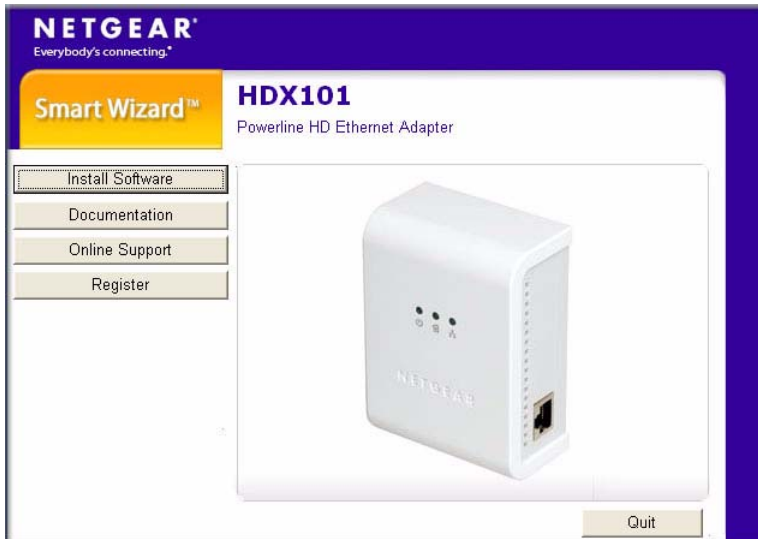 NETGEAR®
Everybody's connecting.®
Smart Wizard™
HDX101
Powerline HD Ethernet Adapter
Install Software
Documentation
Online Support
Register
NETGEAR
Quit